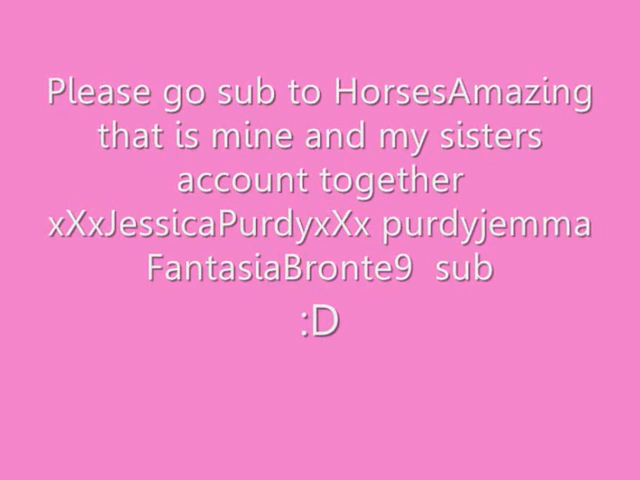 Please go sub to HorsesAmazing
that is mine and my sisters
account together
xXxJessicaPurdyxXx purdyjemma
FantasiaBronte9  sub
:D